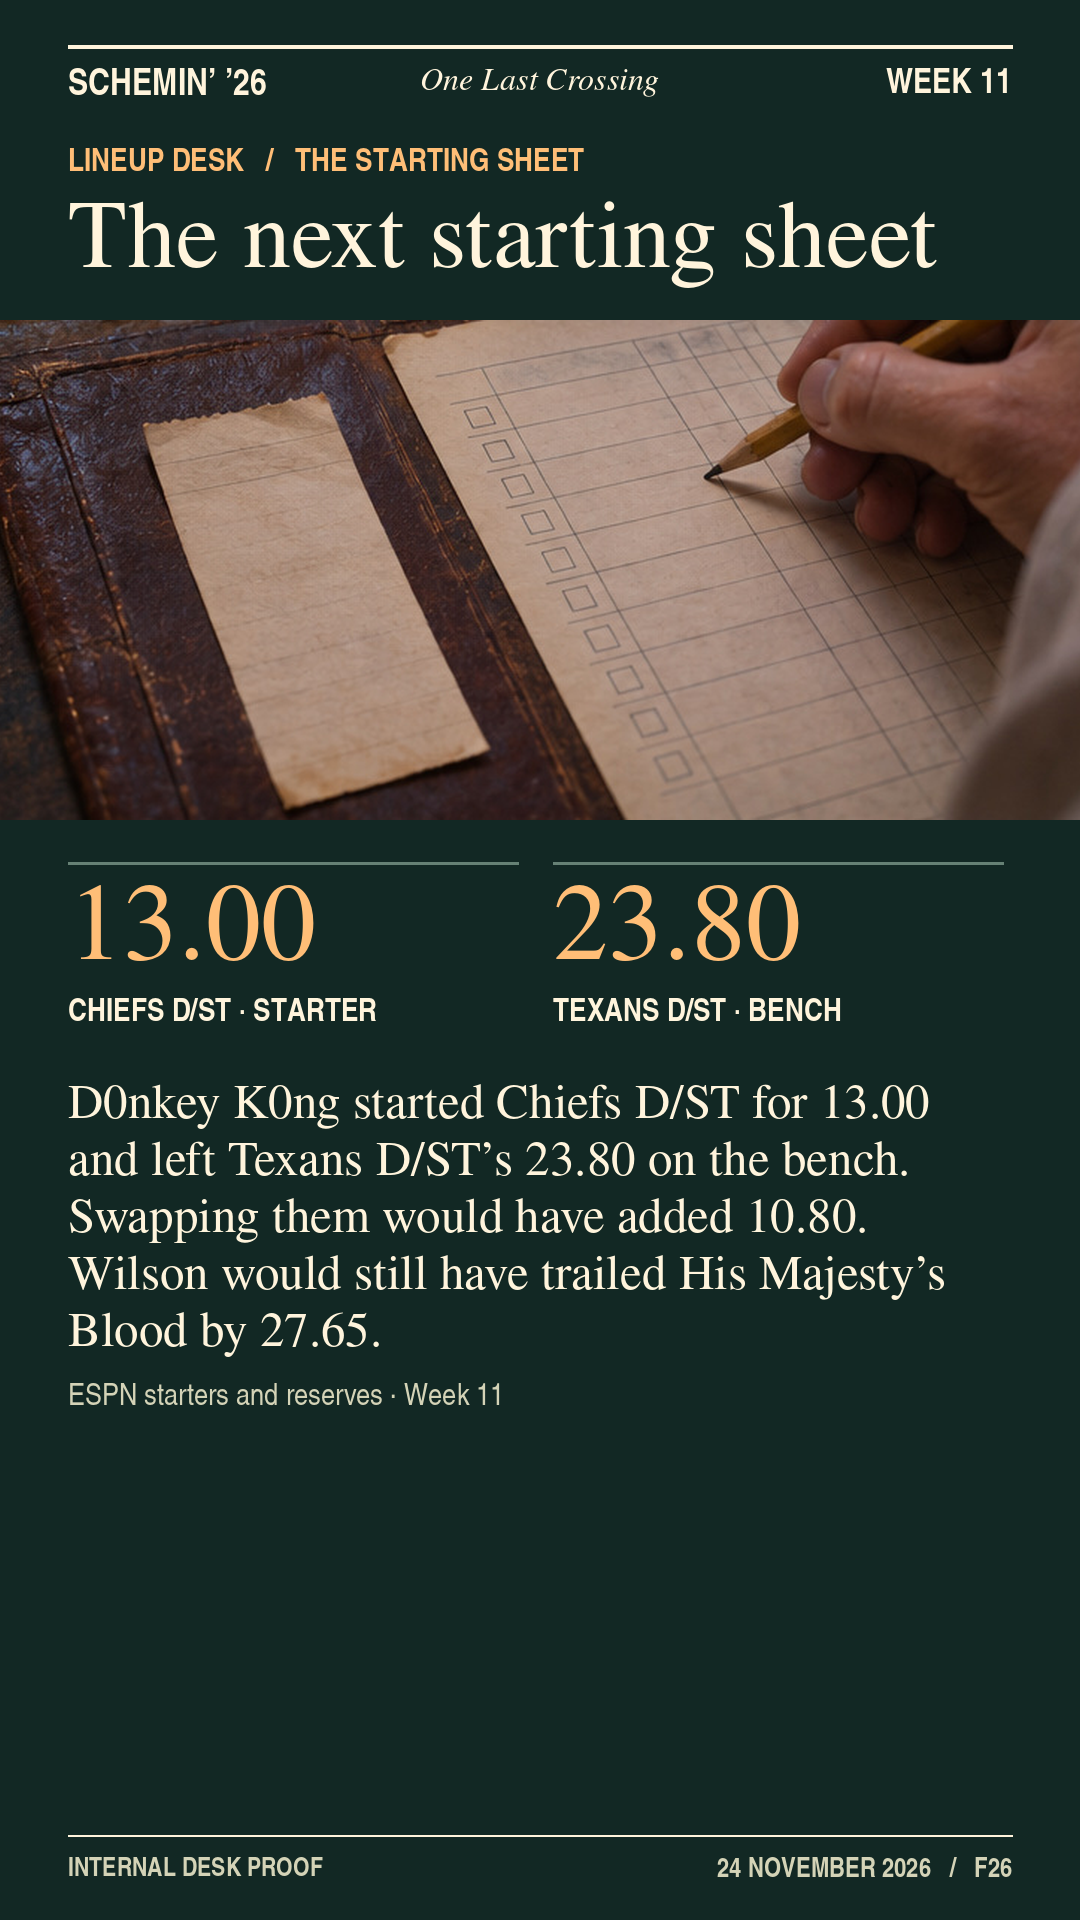 SCHEMIN’ ’26
One Last Crossing
WEEK 11
LINEUP DESK / THE STARTING SHEET
The next starting sheet
13.00
CHIEFS D/ST · STARTER
23.80
TEXANS D/ST · BENCH
D0nkey K0ng started Chiefs D/ST for 13.00
and left Texans D/ST’s 23.80 on the bench.
Swapping them would have added 10.80.
Wilson would still have trailed His Majesty’s
Blood by 27.65.
ESPN starters and reserves · Week 11
INTERNAL DESK PROOF
24 NOVEMBER 2026 / F26